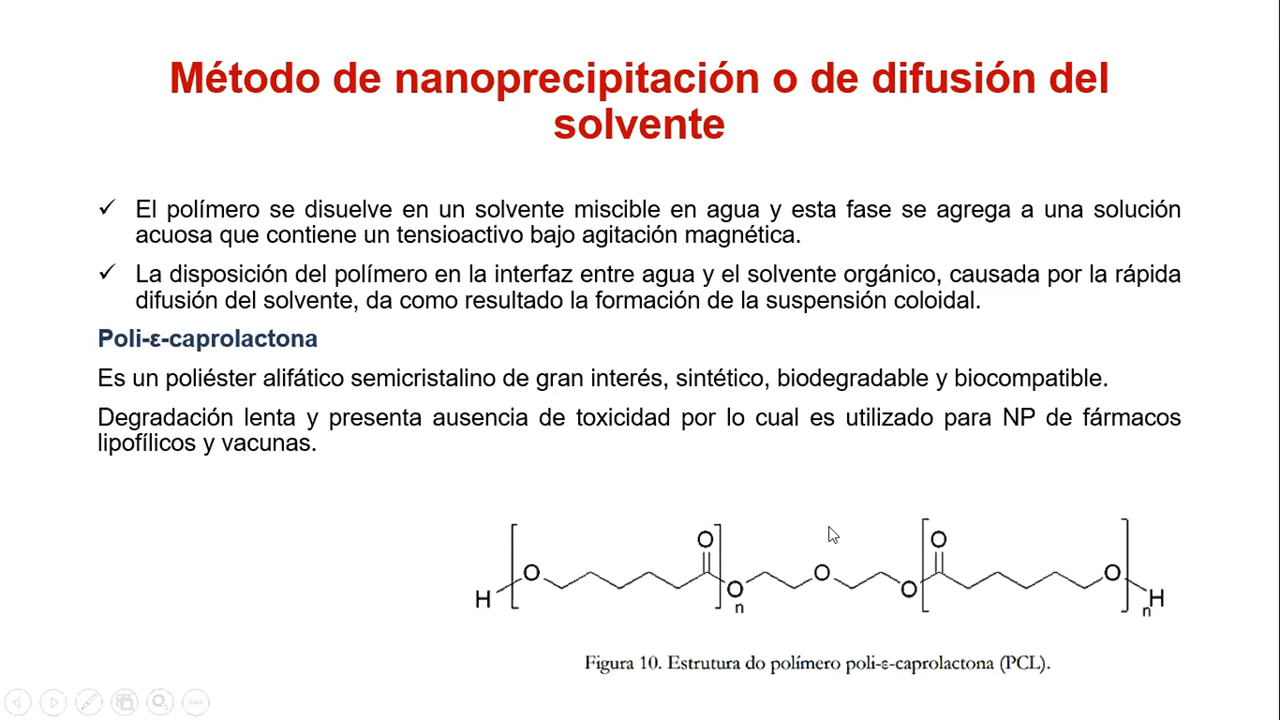 Método de nanoprecipitación o de difusión del
solvente
✓ El polímero se disuelve en un solvente miscible en agua y esta fase se agrega a una solución
acuosa que contiene un tensioactivo bajo agitación magnética.
✓ La disposición del polímero en la interfaz entre agua y el solvente orgánico, causada por la rápida
difusión del solvente, da como resultado la formación de la suspensión coloidal.
Poli-ε-caprolactona
Es un poliéster alifático semicristalino de gran interés, sintético, biodegradable y biocompatible.
Degradación lenta y presenta ausencia de toxicidad por lo cual es utilizado para NP de fármacos
lipofílicos y vacunas.
H O O O n O O O O n H
Figura 10. Estrutura do polímero poli-ε-caprolactona (PCL).